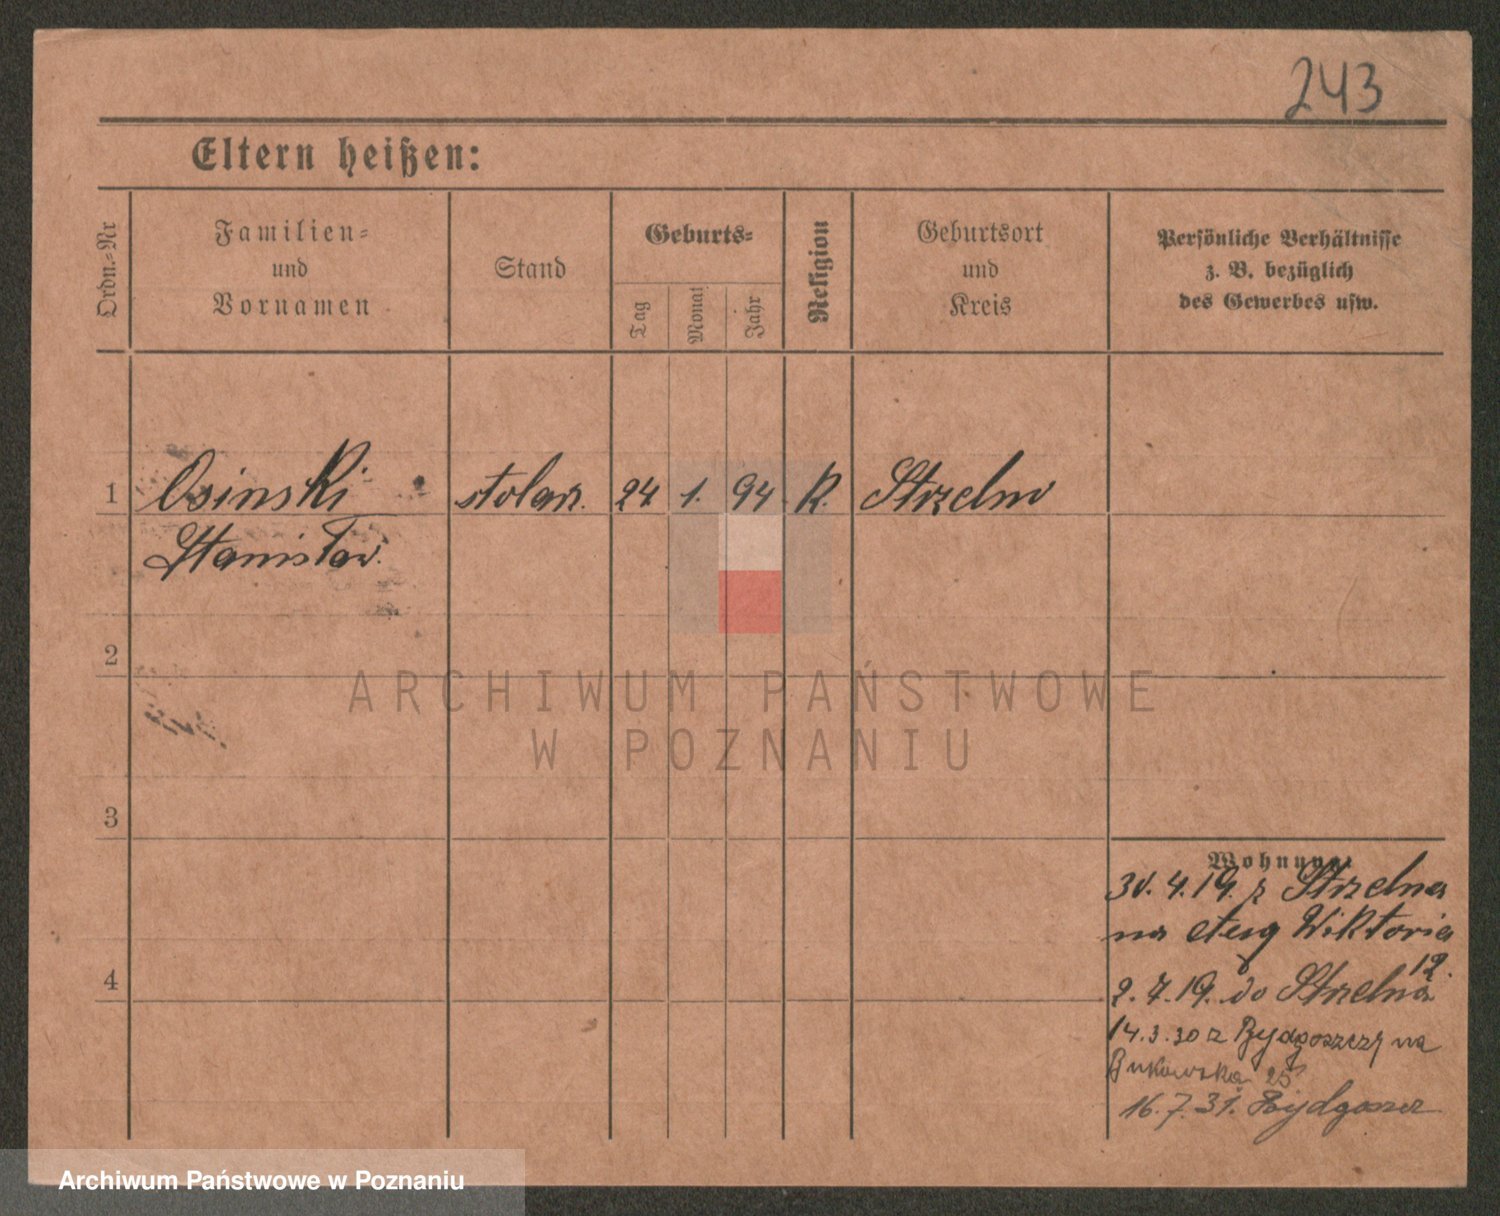 243
Eltern heißen:
Ordn.-Nr
Familien-
und
Vornamen
Stand
Geburts-
Tag
Monat
Jahr
Religion
Geburtsort
und
Kreis
Persönliche Verhältnisse
z. B. bezüglich
des Gewerbes usw.
1 Osinski stolarz. 24 1. 94 R. Strzelno
Stanisław.
2
ARCHIWUM PAŃSTWOWE
W POZNANIU
3
Wohnung:
30. 4. 19. z Strzelna
na Wiktoria
12.
2. 7. 19. do Strzelna
14.3.30 z Bydgoszczy na
Bukowska 25
16.7.31. Bydgoszcz
4
Archiwum Państwowe w Poznaniu